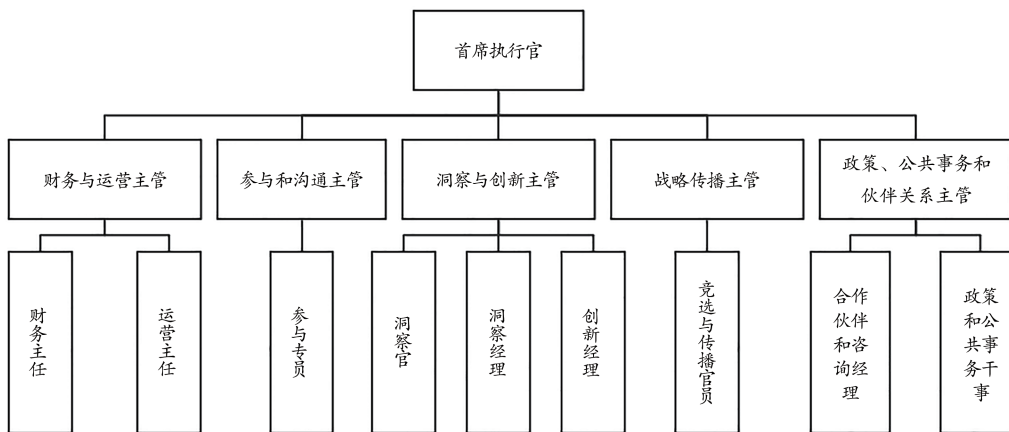 首席执行官
财务与运营主管
参与和沟通主管
洞察与创新主管
战略传播主管
政策、公共事务和
伙伴关系主管
财务主任
运营主任
参与专员
洞察官
洞察经理
创新经理
竞选与传播官员
合作
伙伴
和咨
询经
理
政策
和公
共事
务干
事